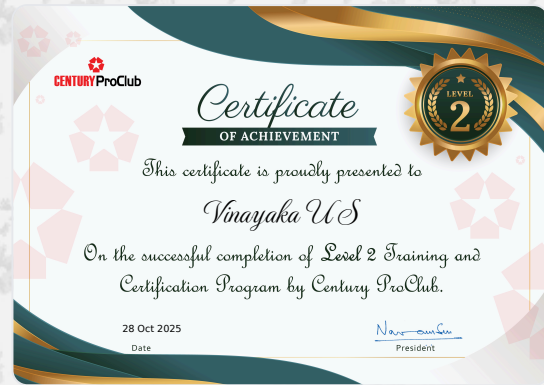 CENTURY ProClub
Certificate
OF ACHIEVEMENT
LEVEL
2
This certificate is proudly presented to
Vinayaka U S
On the successful completion of Level 2 Training and
Certification Program by Century ProClub.
28 Oct 2025
Date
President